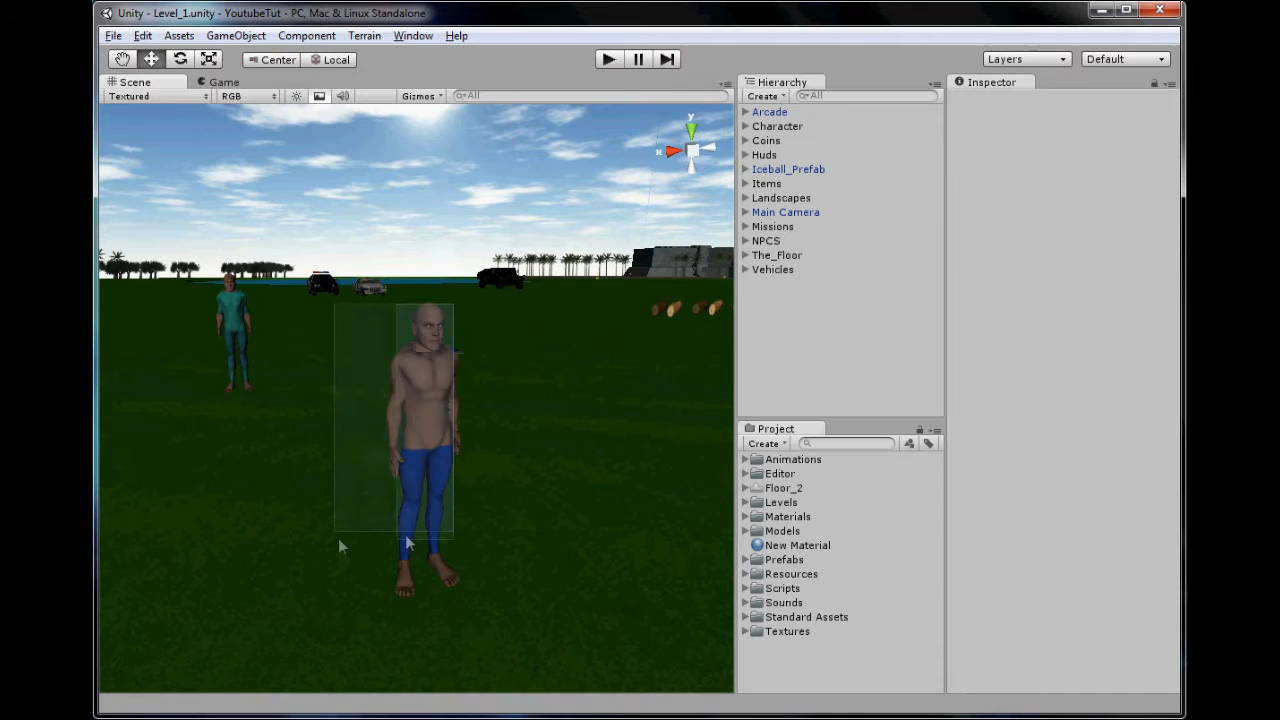 Unity - Level_1.unity - YoutubeTut - PC, Mac & Linux Standalone
File Edit Assets GameObject Component Terrain Window Help
Center Local Layers Default
Scene Game
Textured RGB Gizmos All
y
x
Hierarchy
Create All
Arcade
Character
Coins
Huds
Iceball_Prefab
Items
Landscapes
Main Camera
Missions
NPCS
The_Floor
Vehicles
Project
Create
Animations
Editor
Floor_2
Levels
Materials
Models
New Material
Prefabs
Resources
Scripts
Sounds
Standard Assets
Textures
Inspector